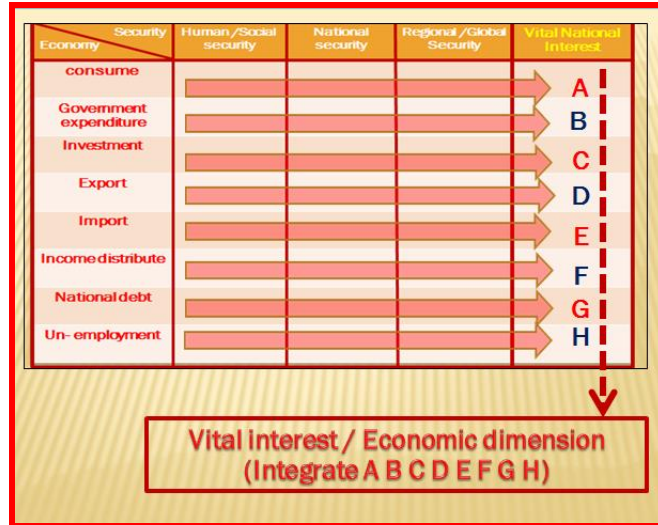 Security
Economy
Human/Social
security
National
security
Regional/Global
Security
Vital National
Interest
consume
A
Government
expenditure
B
Investment
C
Export
D
Import
E
Income distribute
F
National debt
G
Un- employment
H
Vital interest / Economic dimension
(Integrate A B C D E F G H)